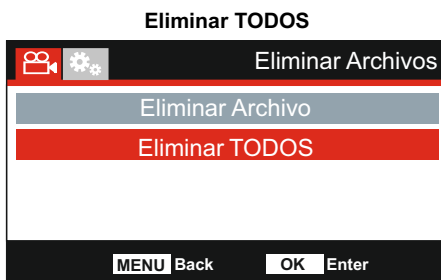 Eliminar TODOS
Eliminar Archivos
Eliminar Archivo
Eliminar TODOS
MENU Back OK Enter